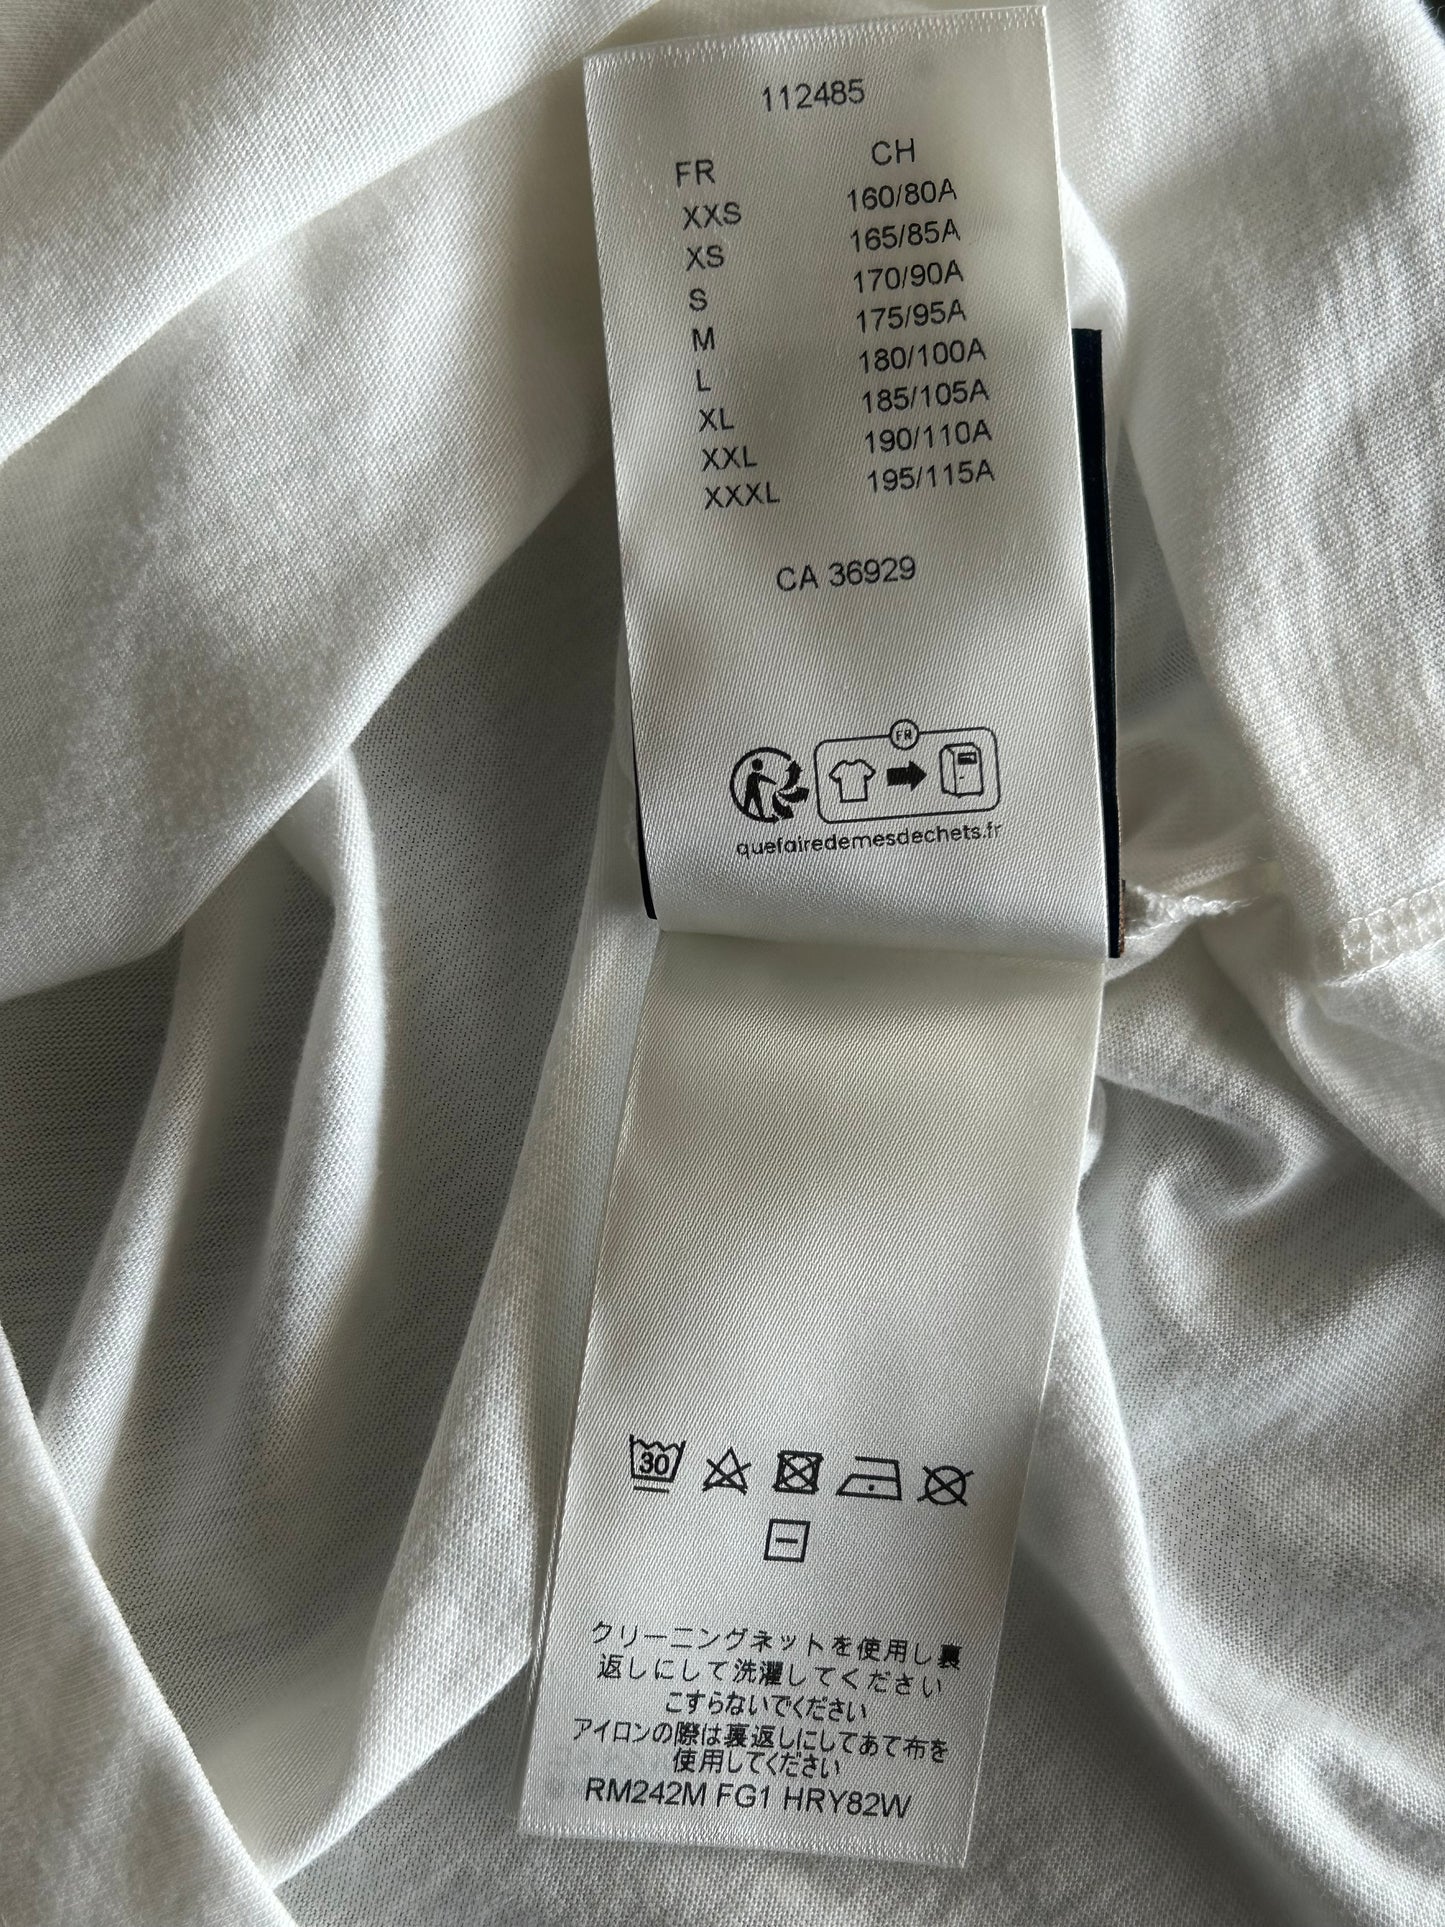 112485
FR CH
XXS 160/80A
XS 165/85A
S 170/90A
M 175/95A
L 180/100A
XL 185/105A
XXL 190/110A
XXXL 195/115A
CA 36929
FR
quefairedemesdechets.fr
30
クリーニングネットを使用し裏
返しにして洗濯してください
こすらないでください
アイロンの際は裏返しにしてあて布を
使用してください
RM242M FG1 HRY82W